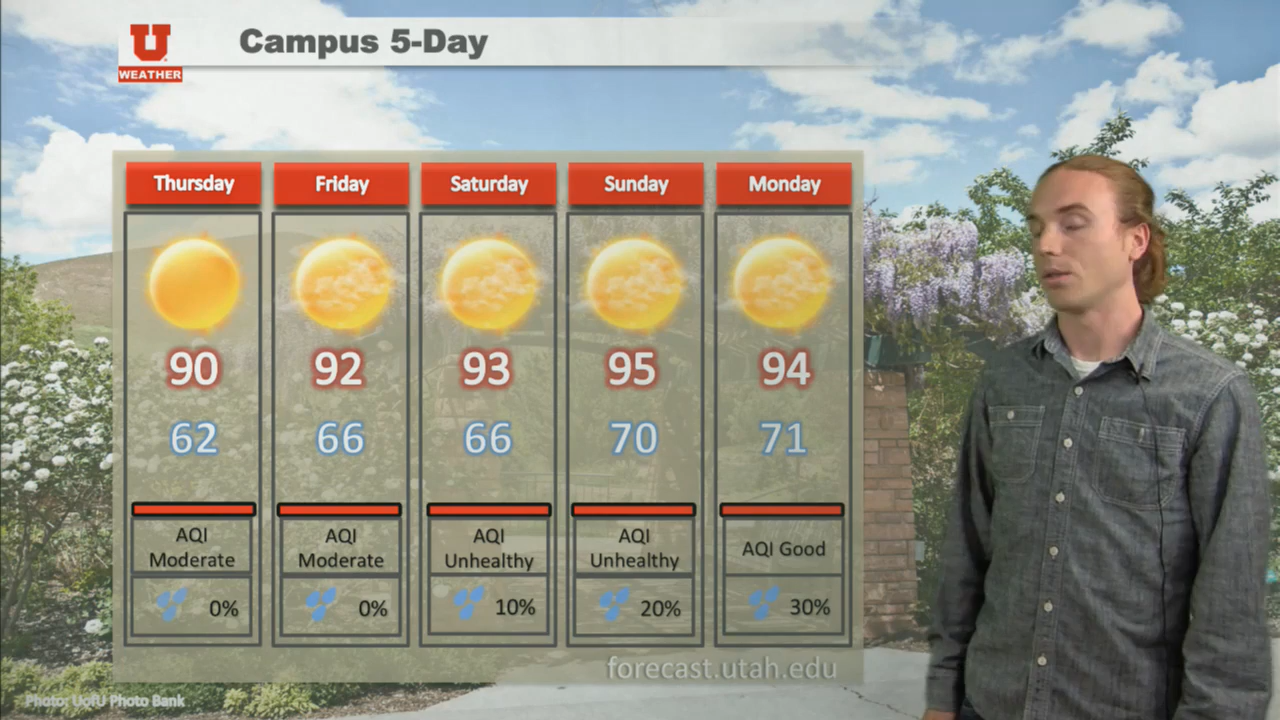 U
WEATHER
Campus 5-Day
Thursday Friday Saturday Sunday Monday
90 92 93 95 94
62 66 66 70 71
AQI AQI AQI AQI AQI Good
Moderate Moderate Unhealthy Unhealthy
0% 0% 10% 20% 30%
forecast.utah.edu
Photo: UofU Photo Bank